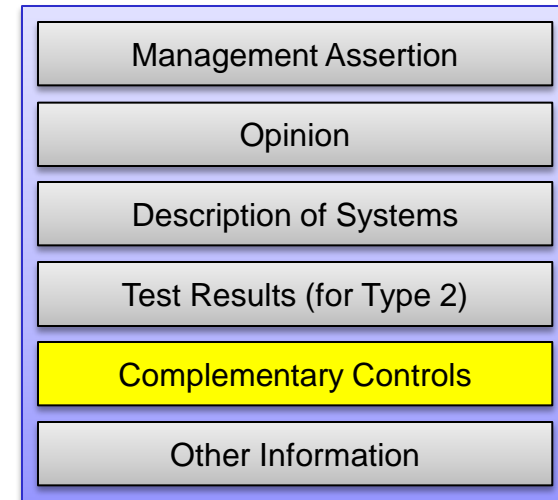 Management Assertion
Opinion
Description of Systems
Test Results (for Type 2)
Complementary Controls
Other Information